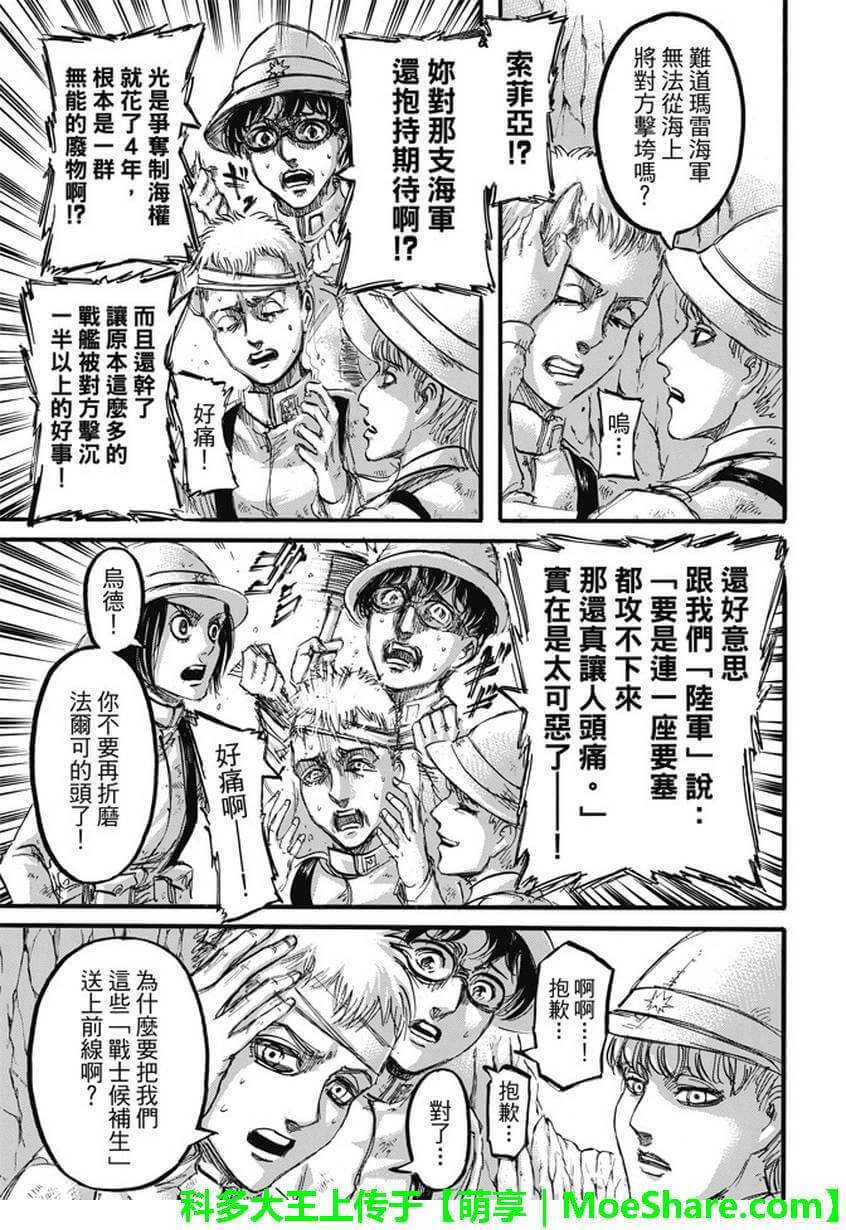 難道瑪雷海軍
無法從海上
將對方擊垮嗎？
嗚…
索菲亞!?
妳對那支海軍
還抱持期待啊!?
光是爭奪制海權
就花了4年，
根本是一群
無能的廢物啊!?
而且還幹了
讓原本這麼多的
戰艦被對方擊沉
一半以上的好事！
好痛！
還好意思
跟我們「陸軍」說：
「要是連一座要塞
都攻不下來
那還真讓人頭痛。」
實在是太可惡了——！
好痛啊——！
烏德！
你不要再折磨
法爾可的頭了！
啊啊…！
抱歉…
抱歉…
對了…
為什麼要把我們
這些「戰士候補生」
送上前線啊？
科多大王上传于【萌享|MoeShare.com】